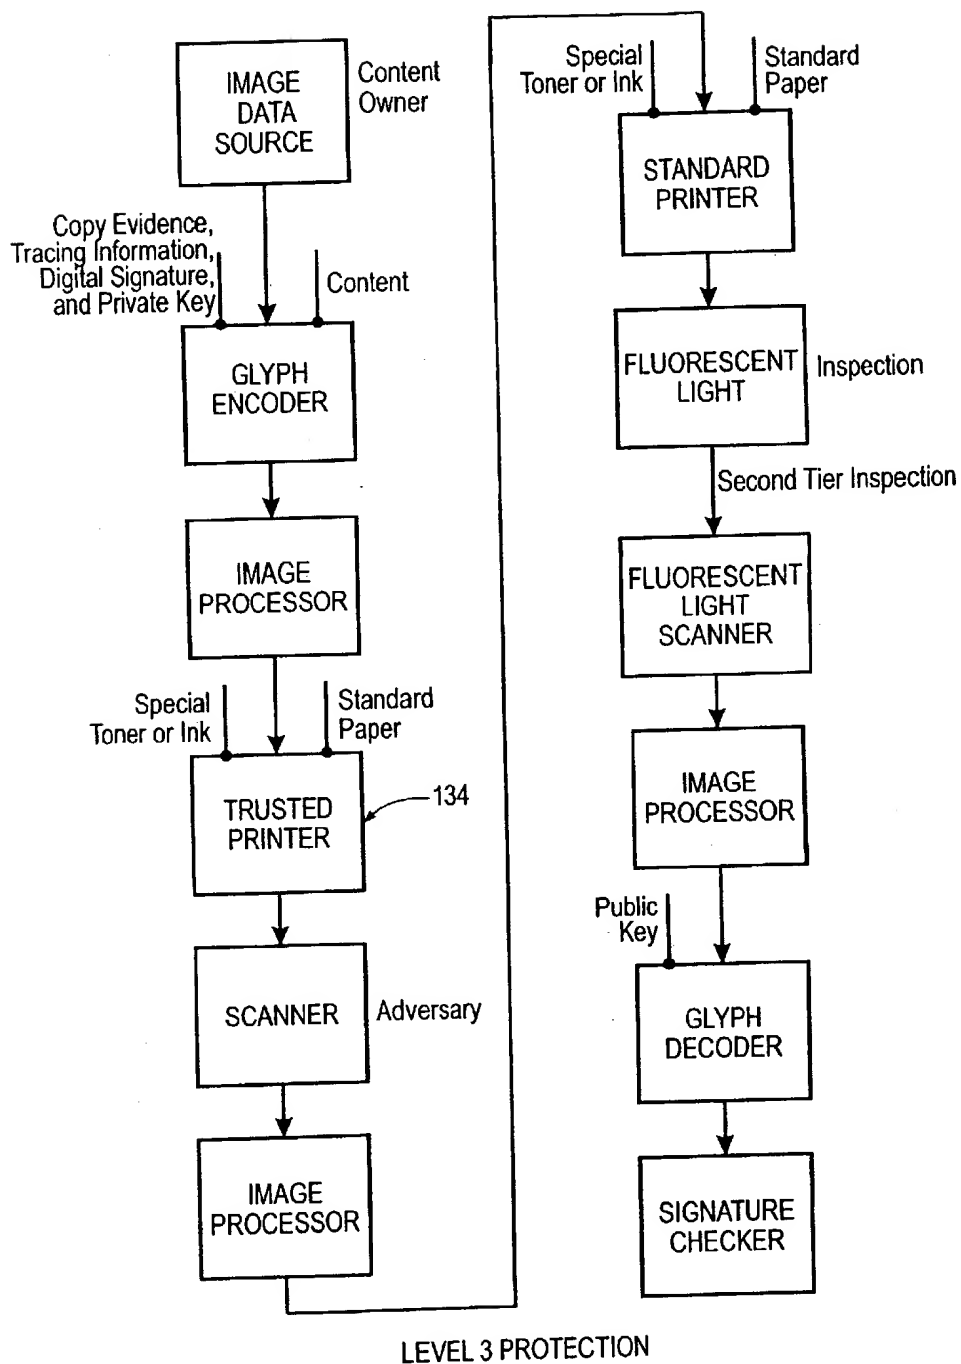 IMAGE
DATA
SOURCE
Content
Owner
Copy Evidence,
Tracing Information,
Digital Signature,
and Private Key
Content
GLYPH
ENCODER
IMAGE
PROCESSOR
Special
Toner or Ink
Standard
Paper
TRUSTED
PRINTER
134
SCANNER
Adversary
IMAGE
PROCESSOR
Special
Toner or Ink
Standard
Paper
STANDARD
PRINTER
FLUORESCENT
LIGHT
Inspection
Second Tier Inspection
FLUORESCENT
LIGHT
SCANNER
IMAGE
PROCESSOR
Public
Key
GLYPH
DECODER
SIGNATURE
CHECKER
LEVEL 3 PROTECTION